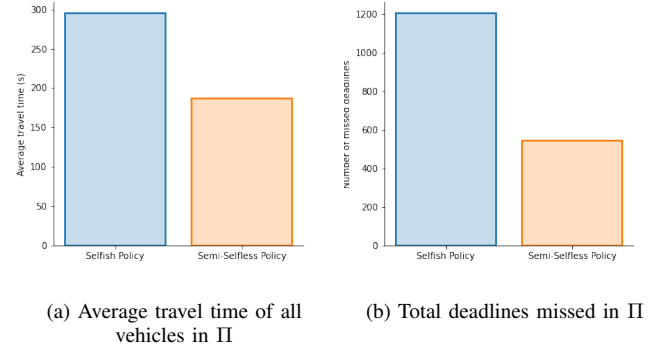 300
250
200
150
100
50
0
Average travel time (s)
Selfish Policy
Semi-Selfless Policy
(a) Average travel time of all
vehicles in Π
1200
1000
800
600
400
200
0
Number of missed deadlines
Selfish Policy
Semi-Selfless Policy
(b) Total deadlines missed in Π